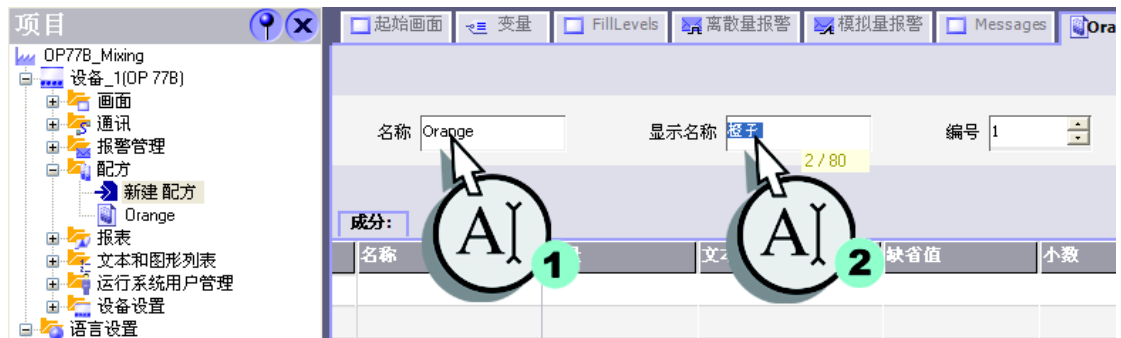 项目
OP77B_Mixing
设备_1(OP 77B)
画面
通讯
报警管理
配方
新建 配方
Orange
报表
文本和图形列表
运行系统用户管理
设备设置
语言设置
起始画面 变量 FillLevels 离散量报警 模拟量报警 Messages Ora
名称 Orange 显示名称 橙子 编号 1
2 / 80
成分:
名称 文本 缺省值 小数
A 1 A 2